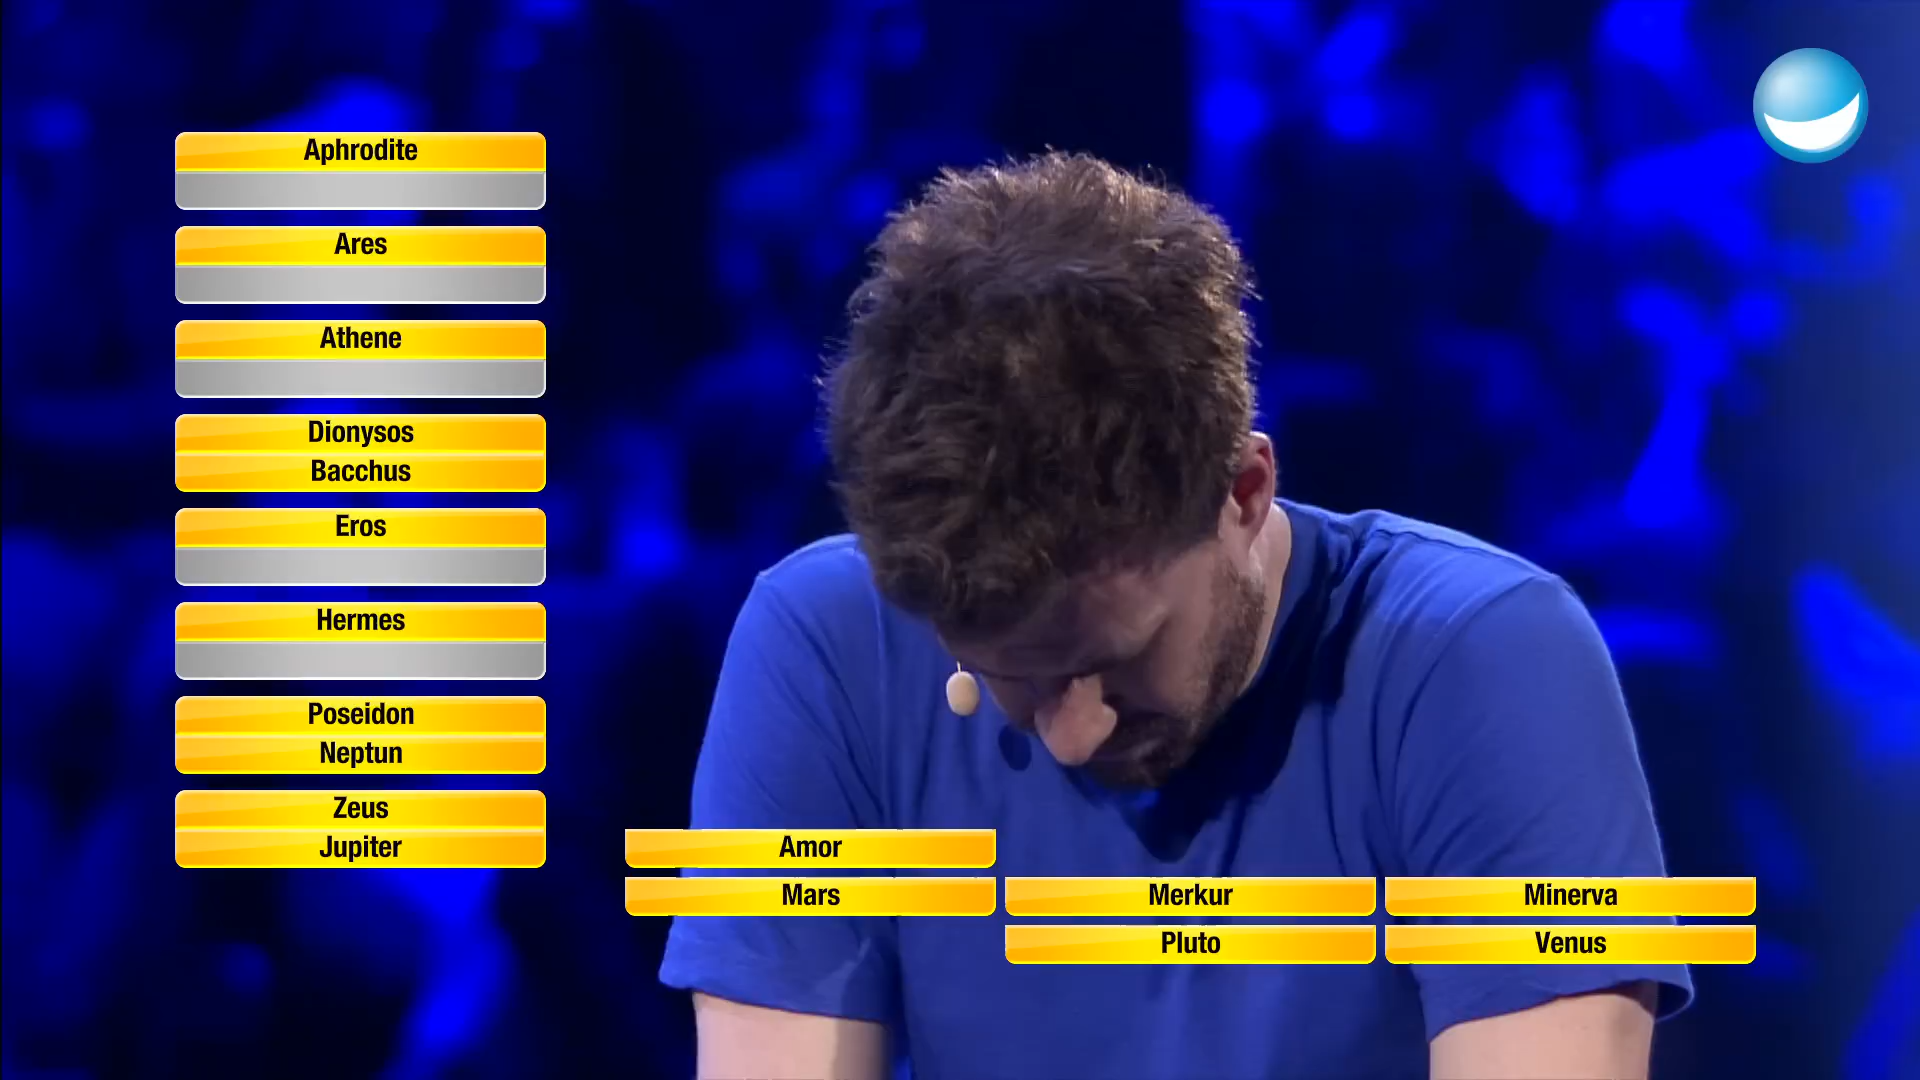 Aphrodite
Ares
Athene
Dionysos
Bacchus
Eros
Hermes
Poseidon
Neptun
Zeus
Jupiter
Amor
Mars
Merkur
Minerva
Pluto
Venus